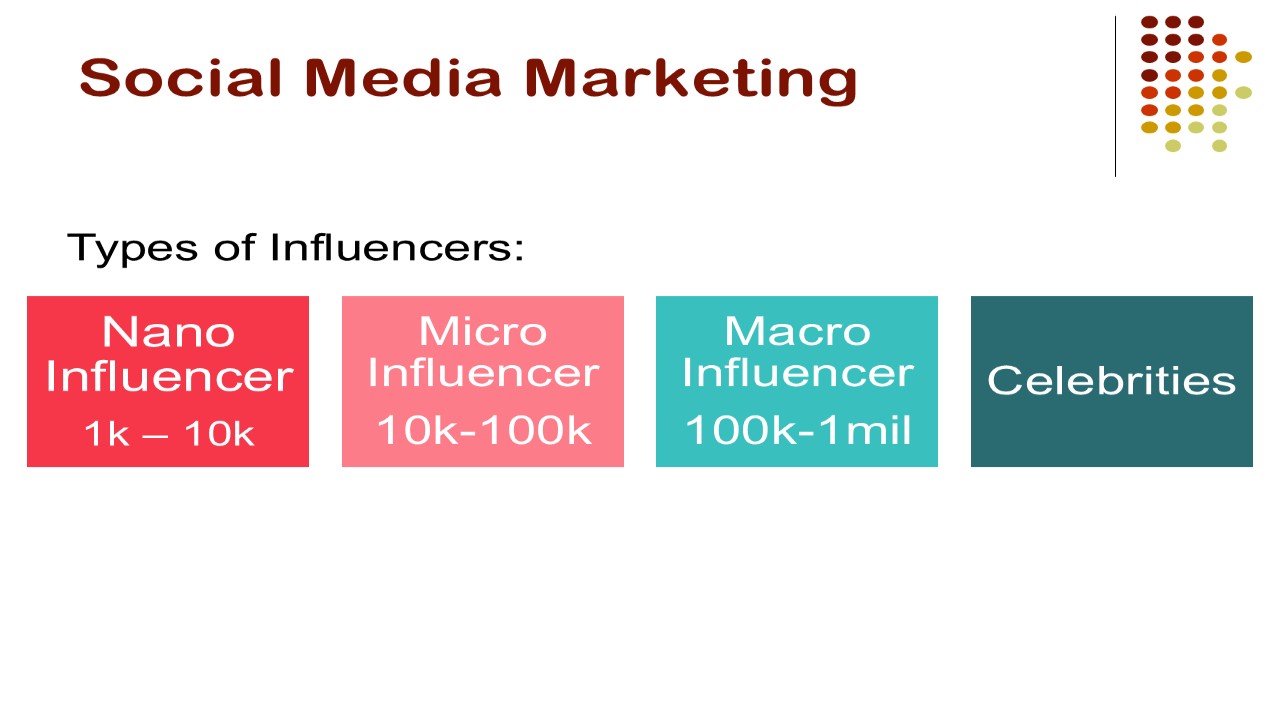 Social Media Marketing
Types of Influencers:
Nano
Influencer
1k – 10k
Micro
Influencer
10k-100k
Macro
Influencer
100k-1mil
Celebrities